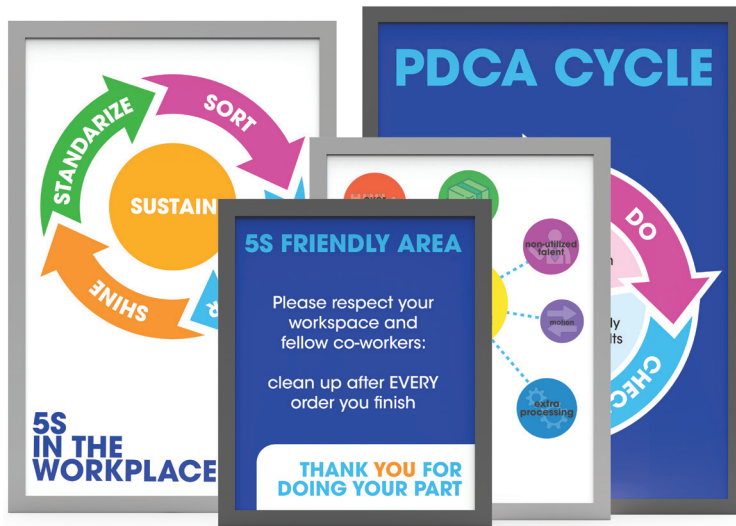 STANDARIZE
SORT
SUSTAIN
SHINE
5S
IN THE
WORKPLACE
PDCA CYCLE
DO
non-utilized
talent
motion
extra
processing
5S FRIENDLY AREA
Please respect your
workspace and
fellow co-workers:
clean up after EVERY
order you finish
THANK YOU FOR
DOING YOUR PART